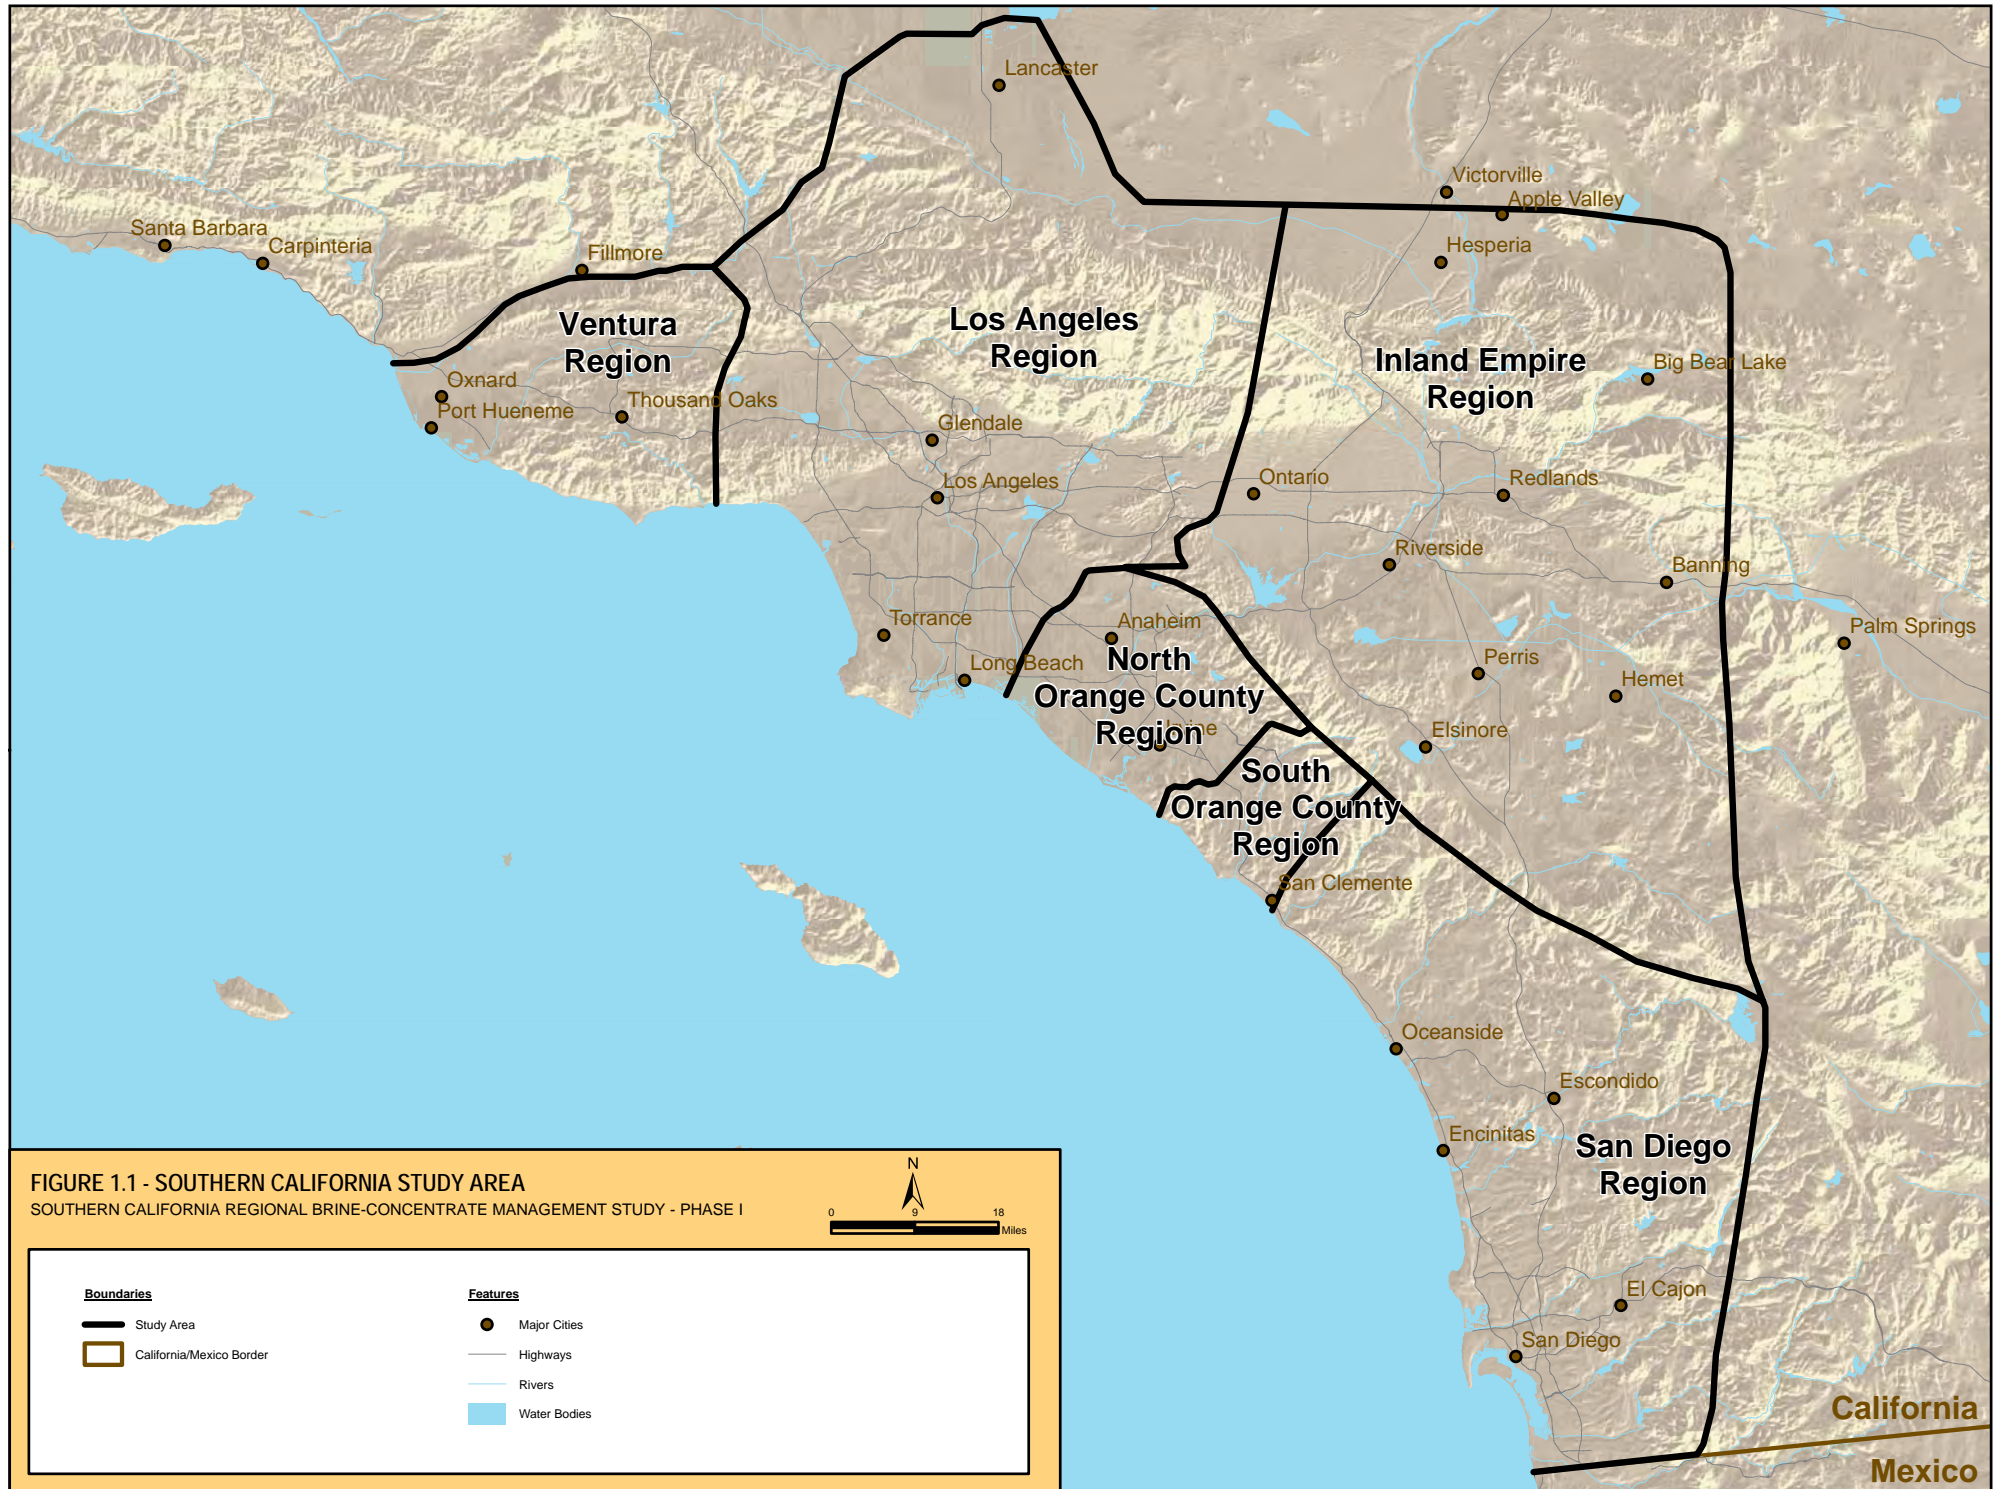 Lancaster
Victorville
Apple Valley
Santa Barbara
Carpinteria
Fillmore
Hesperia
Ventura
Region
Los Angeles
Region
Inland Empire
Region
Big Bear Lake
Oxnard
Port Hueneme
Thousand Oaks
Glendale
Los Angeles
Ontario
Redlands
Riverside
Banning
Torrance
Anaheim
Palm Springs
Long Beach
North
Orange County
Region
Irvine
Perris
Hemet
Elsinore
South
Orange County
Region
San Clemente
Oceanside
Escondido
Encinitas
San Diego
Region
El Cajon
San Diego
California
Mexico
FIGURE 1.1 - SOUTHERN CALIFORNIA STUDY AREA
SOUTHERN CALIFORNIA REGIONAL BRINE-CONCENTRATE MANAGEMENT STUDY - PHASE I
N
0 9 18
Miles
Boundaries
Study Area
California/Mexico Border
Features
Major Cities
Highways
Rivers
Water Bodies